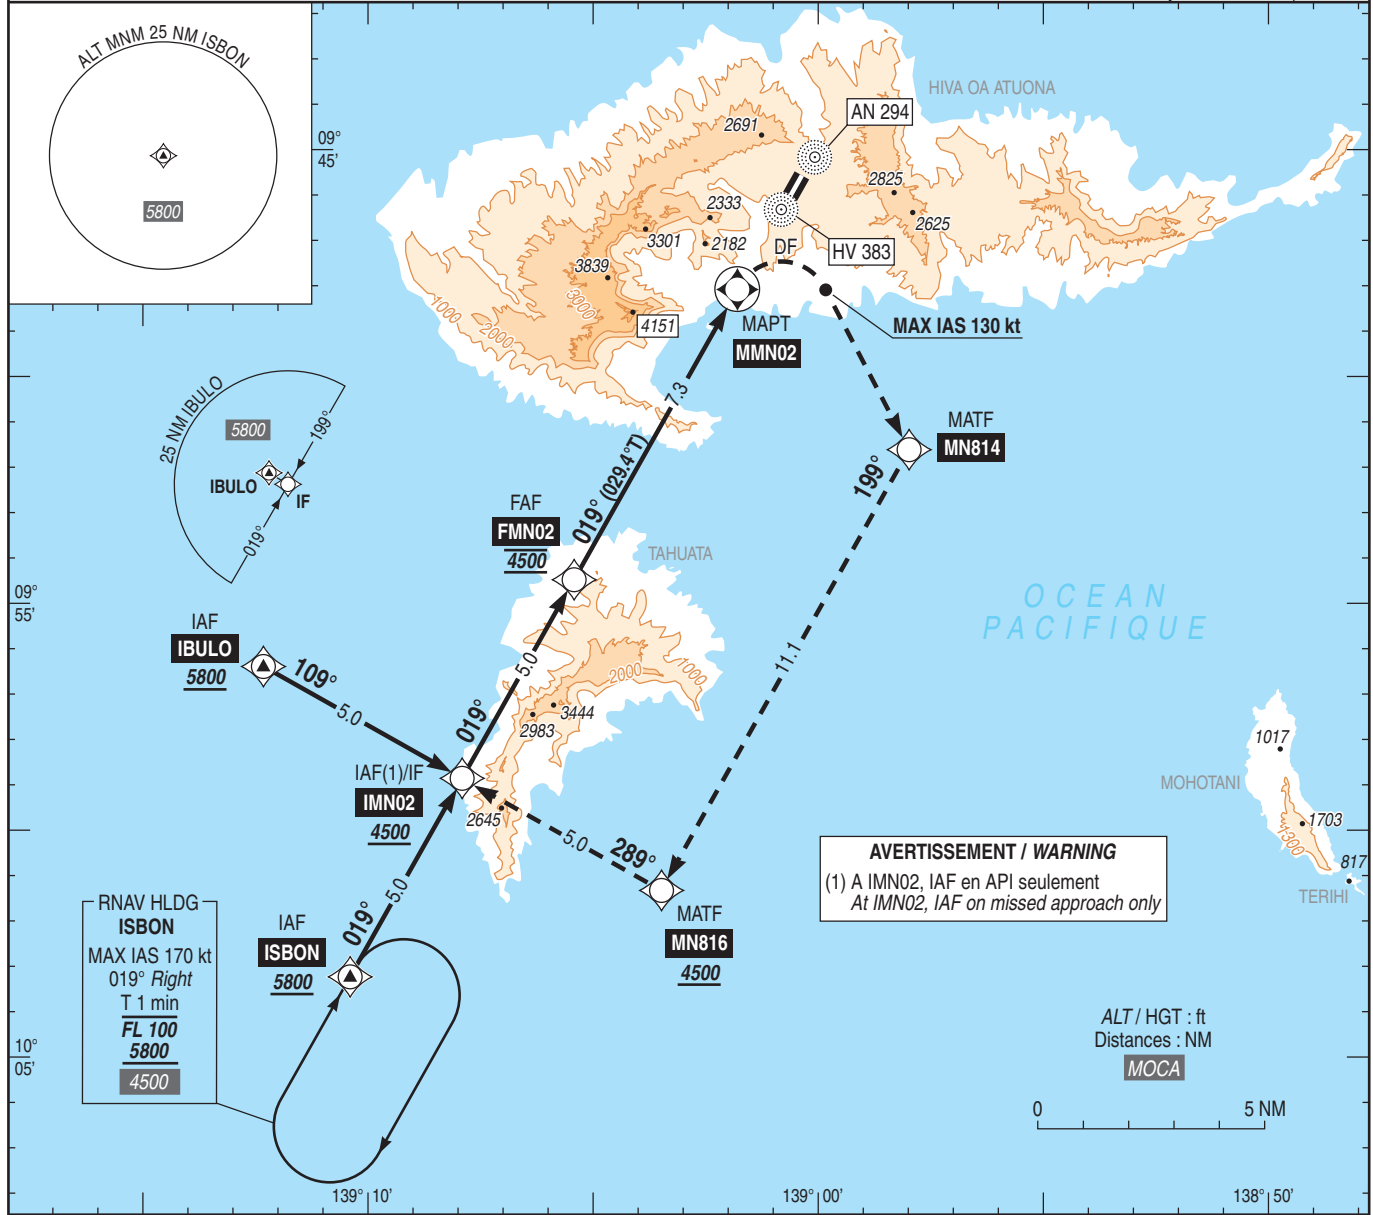 ALT MNM 25 NM ISBON
5800
09°
45'
HIVA OA ATUONA
AN 294
2691
2825
2625
2333
3301
2182
DF
HV 383
3839
3000
1000
2000
4151
MAPT
MMN02
MAX IAS 130 kt
25 NM IBULO
5800
199°
IBULO
IF
019°
7.3
MATF
MN814
199°
FAF
FMN02
4500
019° (029.4°T)
TAHUATA
09°
55'
OCEAN
PACIFIQUE
IAF
IBULO
5800
109°
5.0
5.0
2000
1000
11.1
3444
2983
019°
IAF(1)/IF
IMN02
4500
2645
5.0
289°
1017
MOHOTANI
1703
1300
817
TERIHI
AVERTISSEMENT / WARNING
(1) A IMN02, IAF en API seulement
At IMN02, IAF on missed approach only
MATF
MN816
4500
RNAV HLDG
ISBON
MAX IAS 170 kt
019° Right
T 1 min
FL 100
5800
4500
IAF
ISBON
5800
019°
5.0
ALT / HGT : ft
Distances : NM
MOCA
0
5 NM
10°
05'
139° 10'
139° 00'
138° 50'